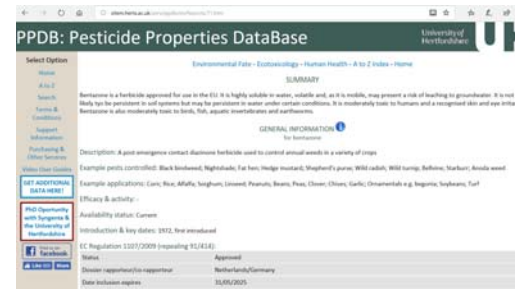 PPDB: Pesticide Properties DataBase
University of
Hertfordshire
Select Option
Home
A to Z
Search
Terms &
Conditions
Support
Information
Purchasing &
Other Services
Video User Guides
GET ADDITIONAL
DATA HERE!
PhD Oportunity
with Syngenta &
the University of
Hertfordshire
facebook
Environmental Fate - Ecotoxicology - Human Health - A to Z Index - Home
SUMMARY
Bentazone is a herbicide approved for use in the EU. It is highly soluble in water, volatile and, as it is mobile, may present a risk of leaching to groundwater. It is not
likely to be persistent in soil systems but may be persistent in water under certain conditions. It is moderately toxic to humans and a recognised skin and eye irrita
Bentazone is also moderately toxic to birds, fish, aquatic invertebrates and earthworms.
GENERAL INFORMATION
for bentazone
Description: A post-emergence contact diazinone herbicide used to control annual weeds in a variety of crops
Example pests controlled: Black bindweed; Nightshade; Fat hen; Hedge mustard; Shepherd's purse; Wild radish; Wild turnip; Beltvine; Starburr; Anoda weed
Example applications: Corn; Rice; Alfalfa; Sorghum; Linseed; Peanuts; Beans; Peas; Clover; Chives; Garlic; Ornamentals e.g. begonia; Soybeans; Turf
Efficacy & activity: -
Availability status: Current
Introduction & key dates: 1972, first introduced
EC Regulation 1107/2009 (repealing 91/414):
Status Approved
Dossier rapporteur/co-rapporteur Netherlands/Germany
Date inclusion expires 31/05/2025